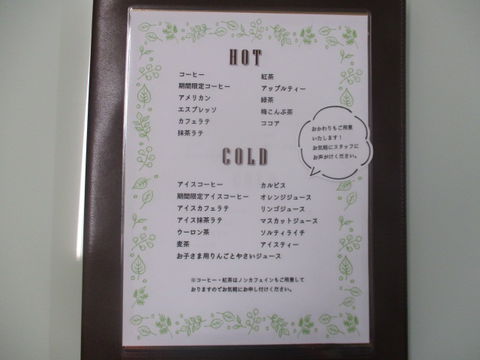 HOT
コーヒー
期間限定コーヒー
アメリカン
エスプレッソ
カフェラテ
抹茶ラテ
紅茶
アップルティー
緑茶
梅こんぶ茶
ココア
おかわりもご用意
いたします!
お気軽にスタッフに
お声がけください。
COLD
アイスコーヒー
期間限定アイスコーヒー
アイスカフェラテ
アイス抹茶ラテ
ウーロン茶
麦茶
お子さま用りんごとやさいジュース
カルピス
オレンジジュース
リンゴジュース
マスカットジュース
ソルティライチ
アイスティー
※コーヒー・紅茶はノンカフェインもご用意して
おりますのでお気軽にお申し付けください。